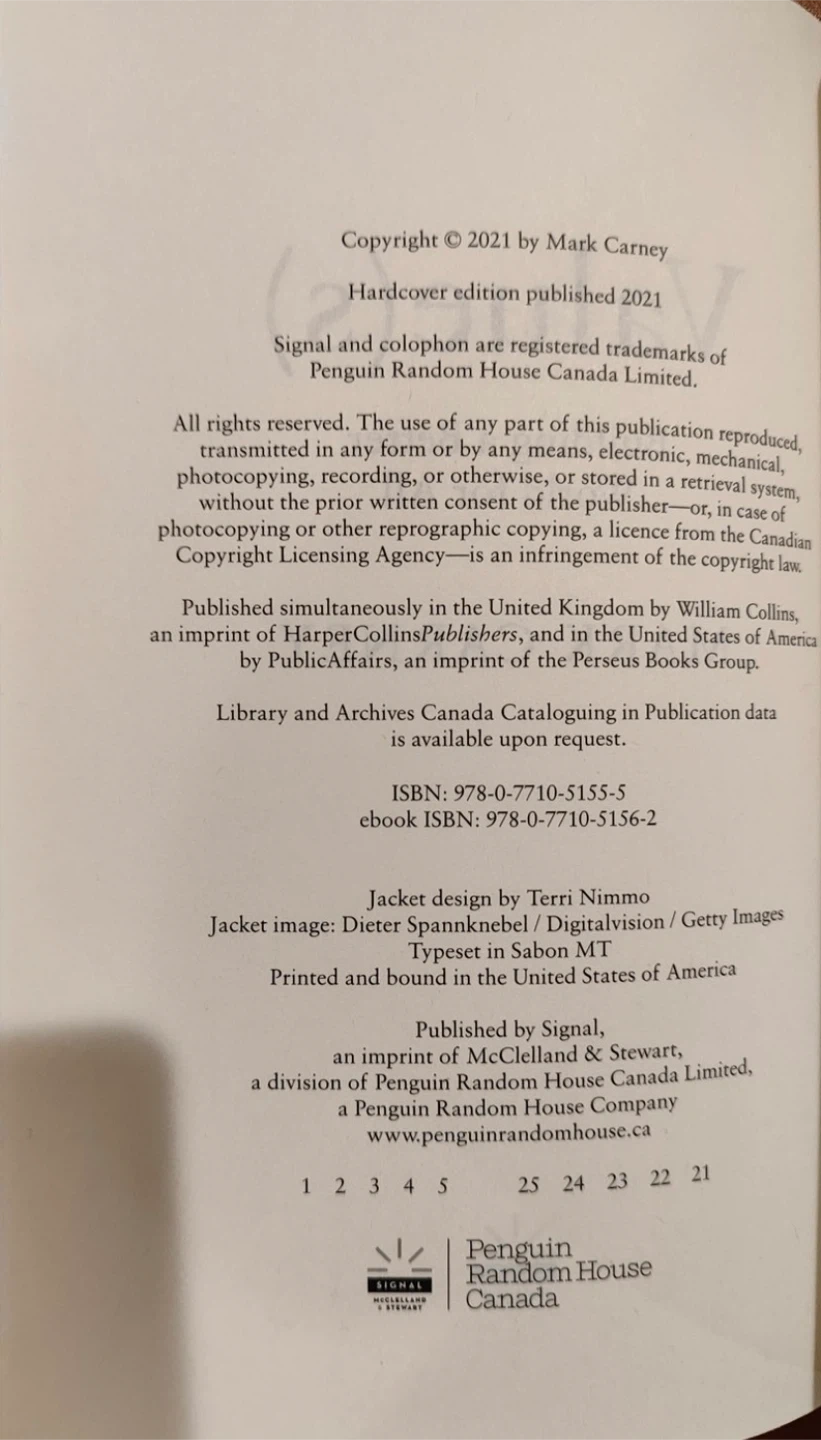 Copyright © 2021 by Mark Carney
Hardcover edition published 2021
Signal and colophon are registered trademarks of
Penguin Random House Canada Limited.
All rights reserved. The use of any part of this publication reproduced,
transmitted in any form or by any means, electronic, mechanical,
photocopying, recording, or otherwise, or stored in a retrieval system,
without the prior written consent of the publisher—or, in case of
photocopying or other reprographic copying, a licence from the Canadian
Copyright Licensing Agency—is an infringement of the copyright law.
Published simultaneously in the United Kingdom by William Collins,
an imprint of HarperCollinsPublishers, and in the United States of America
by PublicAffairs, an imprint of the Perseus Books Group.
Library and Archives Canada Cataloguing in Publication data
is available upon request.
ISBN: 978-0-7710-5155-5
ebook ISBN: 978-0-7710-5156-2
Jacket design by Terri Nimmo
Jacket image: Dieter Spannknebel / Digitalvision / Getty Images
Typeset in Sabon MT
Printed and bound in the United States of America
Published by Signal,
an imprint of McClelland & Stewart,
a division of Penguin Random House Canada Limited,
a Penguin Random House Company
www.penguinrandomhouse.ca
1 2 3 4 5 25 24 23 22 21
SIGNAL
McCLELLAND
& STEWART
Penguin
Random House
Canada